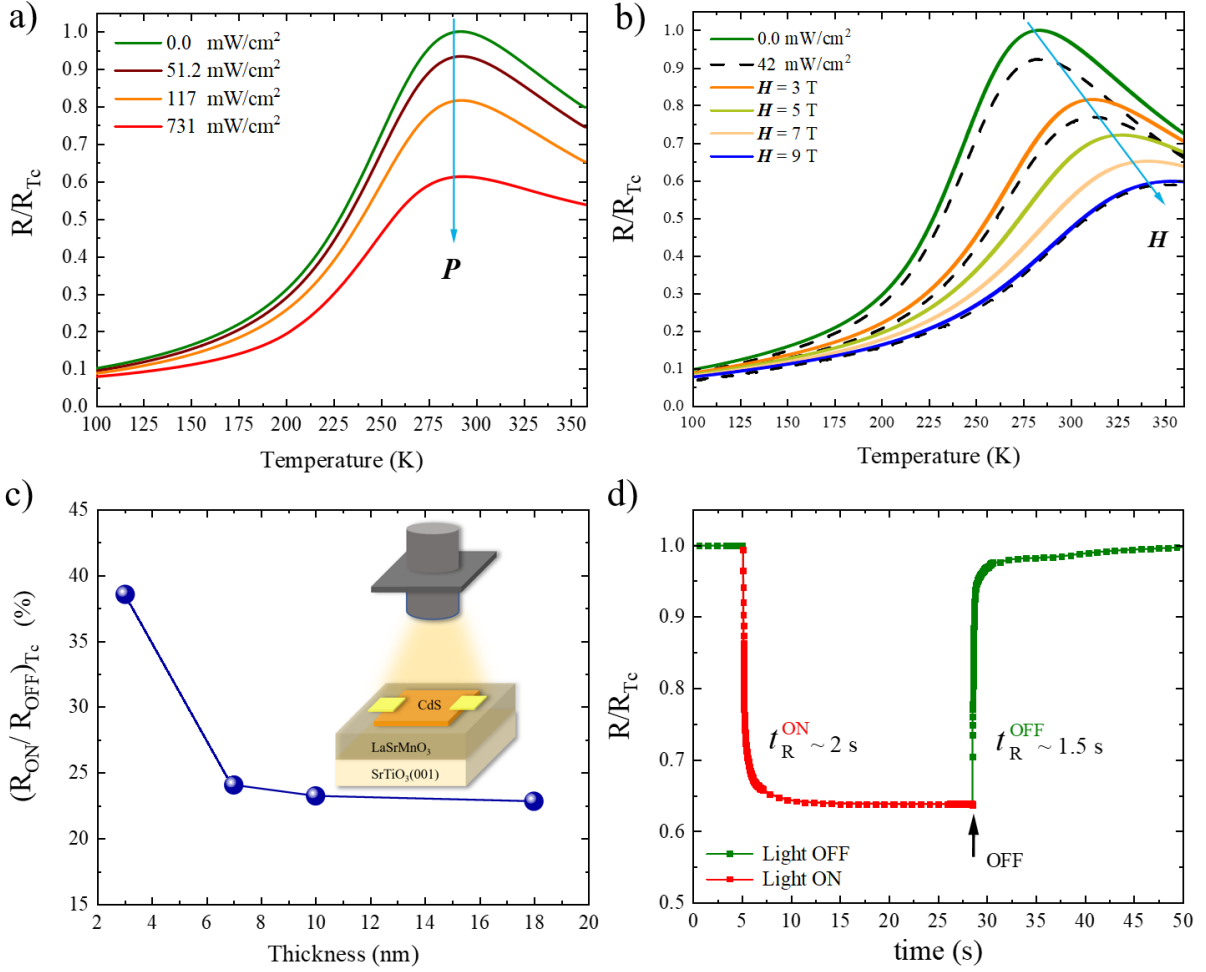 a)
R/R_Tc
1.0
0.9
0.8
0.7
0.6
0.5
0.4
0.3
0.2
0.1
0.0
0.0 mW/cm²
51.2 mW/cm²
117 mW/cm²
731 mW/cm²
P
100 125 150 175 200 225 250 275 300 325 350
Temperature (K)
b)
R/R_Tc
1.0
0.9
0.8
0.7
0.6
0.5
0.4
0.3
0.2
0.1
0.0
0.0 mW/cm²
42 mW/cm²
H = 3 T
H = 5 T
H = 7 T
H = 9 T
H
100 125 150 175 200 225 250 275 300 325 350
Temperature (K)
c)
(R_ON/ R_OFF)_Tc (%)
45
40
35
30
25
20
15
CdS
LaSrMnO₃
SrTiO₃(001)
2 4 6 8 10 12 14 16 18 20
Thickness (nm)
d)
R/R_Tc
1.0
0.9
0.8
0.7
0.6
0.5
t_R^ON ~ 2 s
t_R^OFF ~ 1.5 s
OFF
Light OFF
Light ON
0 5 10 15 20 25 30 35 40 45 50
time (s)